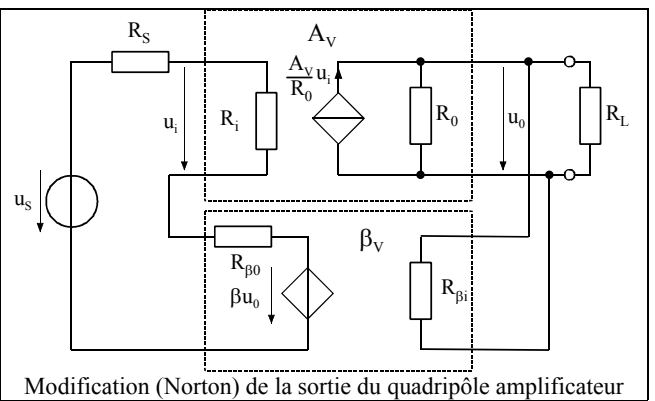 R_S
A_V
A_V/R_0 u_i
u_i
R_i
R_0
u_0
R_L
u_S
β_V
R_β0
βu_0
R_βi
Modification (Norton) de la sortie du quadripôle amplificateur